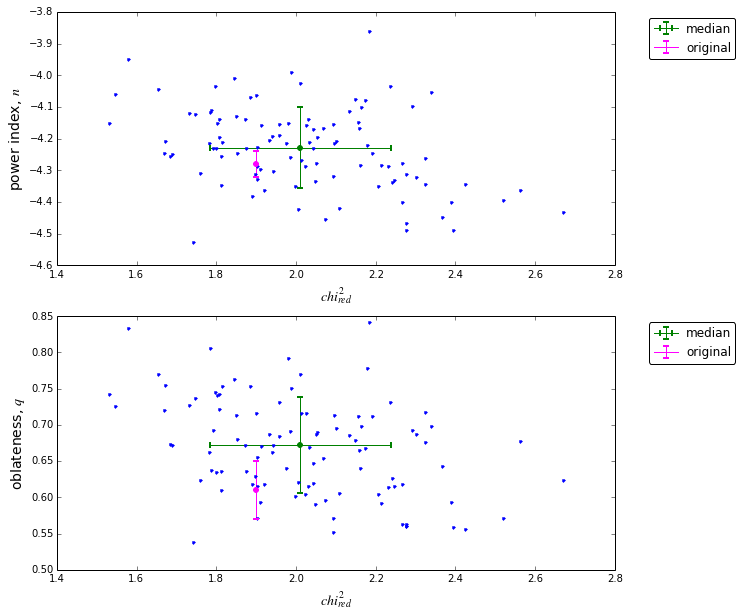 −3.8
−3.9
−4.0
−4.1
−4.2
−4.3
−4.4
−4.5
−4.6
power index, n
1.4 1.6 1.8 2.0 2.2 2.4 2.6 2.8
chi²red
median
original
0.85
0.80
0.75
0.70
0.65
0.60
0.55
0.50
oblateness, q
1.4 1.6 1.8 2.0 2.2 2.4 2.6 2.8
chi²red
median
original